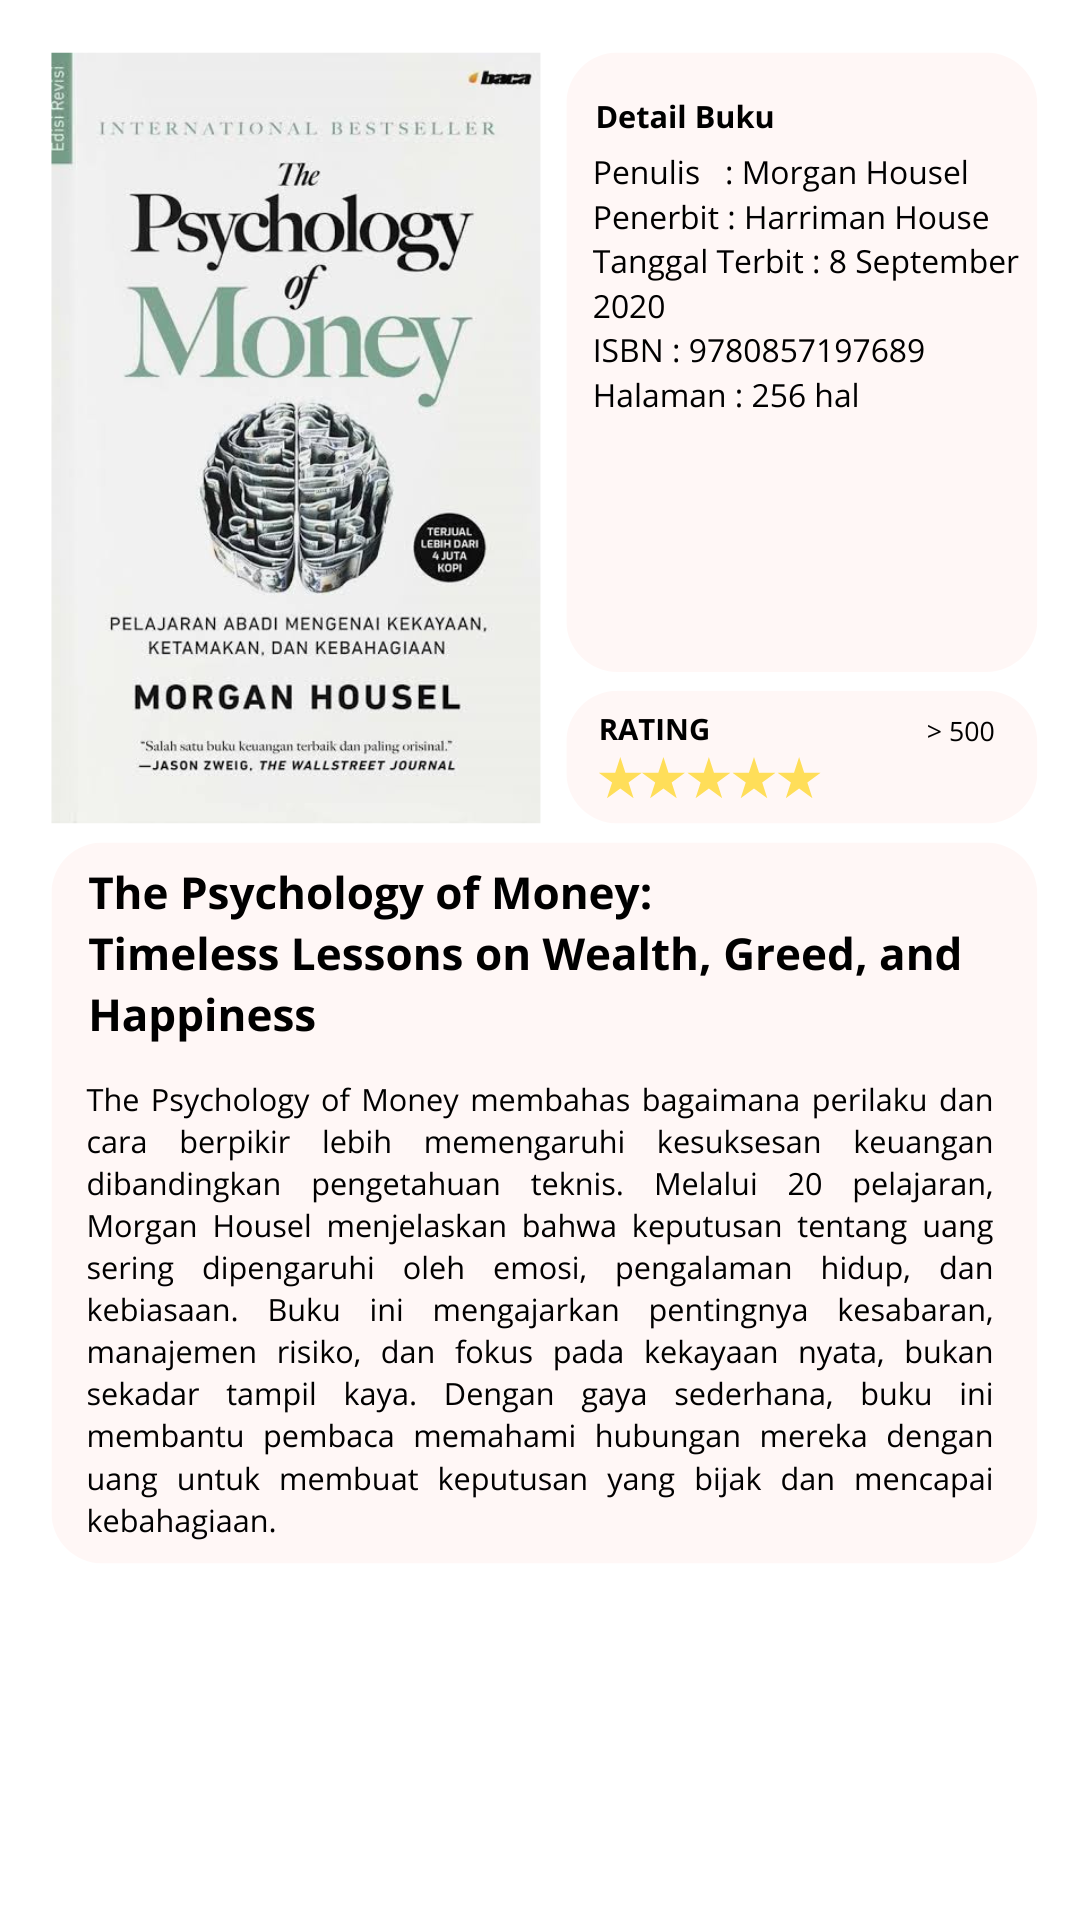 Edisi Revisi
baca
INTERNATIONAL BESTSELLER
The
Psychology
of
Money
TERJUAL
LEBIH DARI
4 JUTA
KOPI
PELAJARAN ABADI MENGENAI KEKAYAAN,
KETAMAKAN, DAN KEBAHAGIAAN
MORGAN HOUSEL
“Salah satu buku keuangan terbaik dan paling orisinal.”
—JASON ZWEIG, THE WALLSTREET JOURNAL
Detail Buku
Penulis : Morgan Housel
Penerbit : Harriman House
Tanggal Terbit : 8 September
2020
ISBN : 9780857197689
Halaman : 256 hal
RATING
> 500
The Psychology of Money:
Timeless Lessons on Wealth, Greed, and
Happiness
The Psychology of Money membahas bagaimana perilaku dan
cara berpikir lebih memengaruhi kesuksesan keuangan
dibandingkan pengetahuan teknis. Melalui 20 pelajaran,
Morgan Housel menjelaskan bahwa keputusan tentang uang
sering dipengaruhi oleh emosi, pengalaman hidup, dan
kebiasaan. Buku ini mengajarkan pentingnya kesabaran,
manajemen risiko, dan fokus pada kekayaan nyata, bukan
sekadar tampil kaya. Dengan gaya sederhana, buku ini
membantu pembaca memahami hubungan mereka dengan
uang untuk membuat keputusan yang bijak dan mencapai
kebahagiaan.